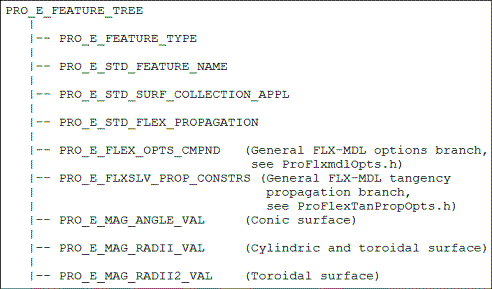 PRO_E_FEATURE_TREE
|
|-- PRO_E_FEATURE_TYPE
|
|-- PRO_E_STD_FEATURE_NAME
|
|-- PRO_E_STD_SURF_COLLECTION_APPL
|
|-- PRO_E_STD_FLEX_PROPAGATION
|
|-- PRO_E_FLEX_OPTS_CMPND (General FLX-MDL options branch,
| see ProFlxmdlOpts.h)
|-- PRO_E_FLXSLV_PROP_CONSTRS (General FLX-MDL tangency
| propagation branch,
| see ProFlexTanPropOpts.h)
|-- PRO_E_MAG_ANGLE_VAL (Conic surface)
|
|-- PRO_E_MAG_RADII_VAL (Cylindric and toroidal surface)
|
|-- PRO_E_MAG_RADII2_VAL (Toroidal surface)